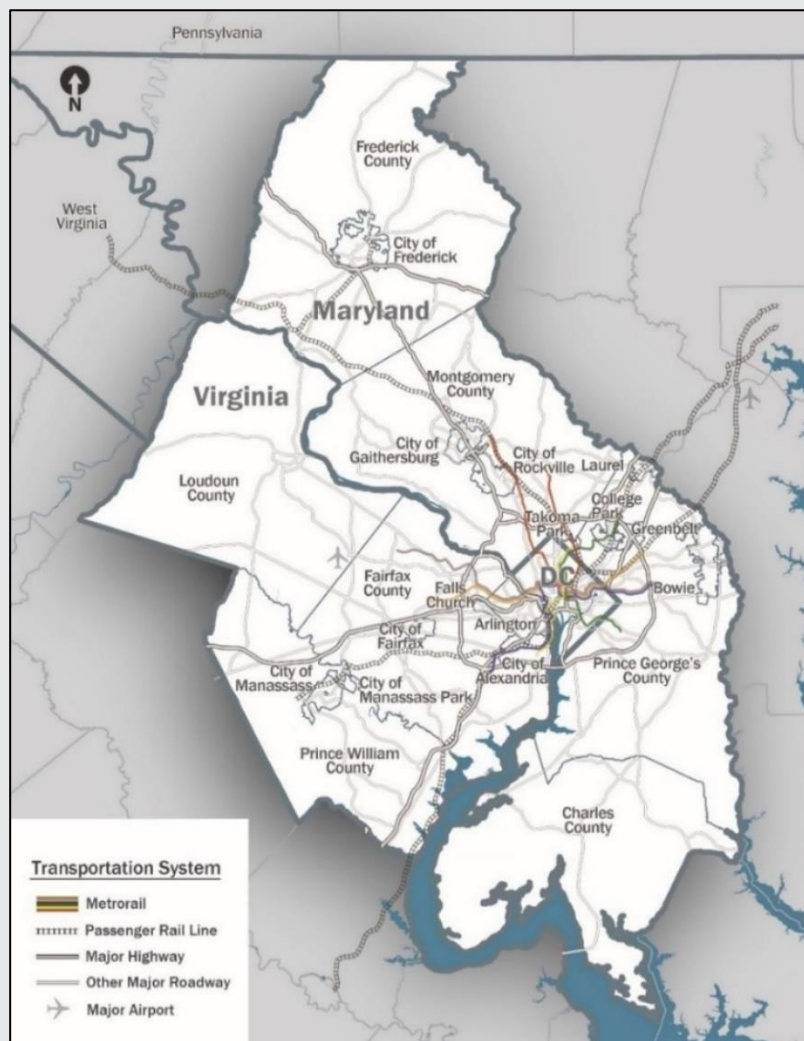 Pennsylvania
N
Frederick
County
West
Virginia
City of
Frederick
Maryland
Virginia
Montgomery
County
City of
Gaithersburg
City of
Rockville
Laurel
Loudoun
County
College
Park
Takoma
Park
Greenbelt
DC
Fairfax
County
Falls
Church
Bowie
Arlington
City of
Fairfax
City of
Manassass
City of
Manassass Park
City of
Alexandria
Prince George's
County
Prince William
County
Charles
County
Transportation System
Metrorail
Passenger Rail Line
Major Highway
Other Major Roadway
Major Airport